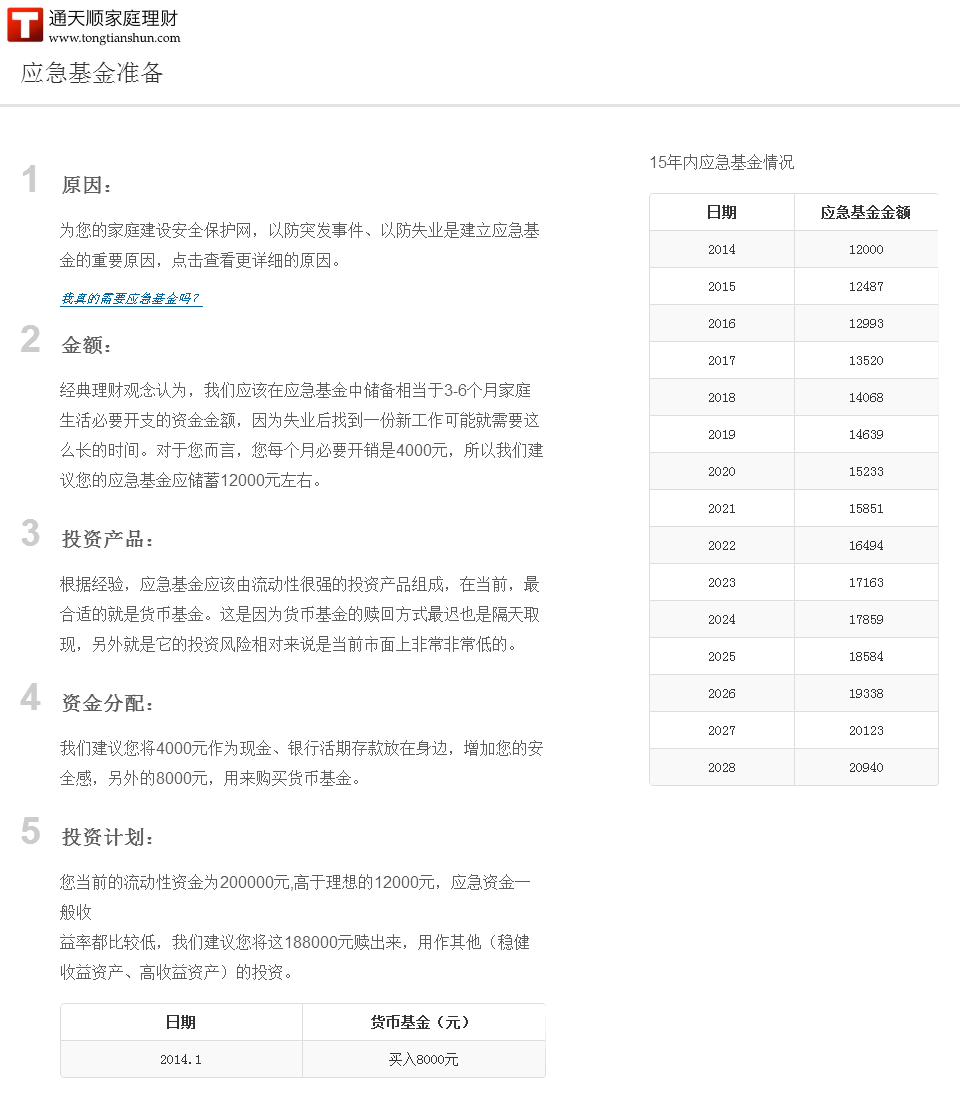 通天顺家庭理财
www.tongtianshun.com
应急基金准备
1 原因：
为您的家庭建设安全保护网，以防突发事件、以防失业是建立应急基
金的重要原因，点击查看更详细的原因。
我真的需要应急基金吗？
2 金额：
经典理财观念认为，我们应该在应急基金中储备相当于3-6个月家庭
生活必要开支的资金金额，因为失业后找到一份新工作可能就需要这
么长的时间。对于您而言，您每个月必要开销是4000元，所以我们建
议您的应急基金应储蓄12000元左右。
3 投资产品：
根据经验，应急基金应该由流动性很强的投资产品组成，在当前，最
合适的就是货币基金。这是因为货币基金的赎回方式最迟也是隔天取
现，另外就是它的投资风险相对来说是当前市面上非常非常低的。
4 资金分配：
我们建议您将4000元作为现金、银行活期存款放在身边，增加您的安
全感，另外的8000元，用来购买货币基金。
5 投资计划：
您当前的流动性资金为200000元,高于理想的12000元，应急资金一
般收
益率都比较低，我们建议您将这188000元赎出来，用作其他（稳健
收益资产、高收益资产）的投资。
日期 货币基金（元）
2014.1 买入8000元
15年内应急基金情况
日期 应急基金金额
2014 12000
2015 12487
2016 12993
2017 13520
2018 14068
2019 14639
2020 15233
2021 15851
2022 16494
2023 17163
2024 17859
2025 18584
2026 19338
2027 20123
2028 20940